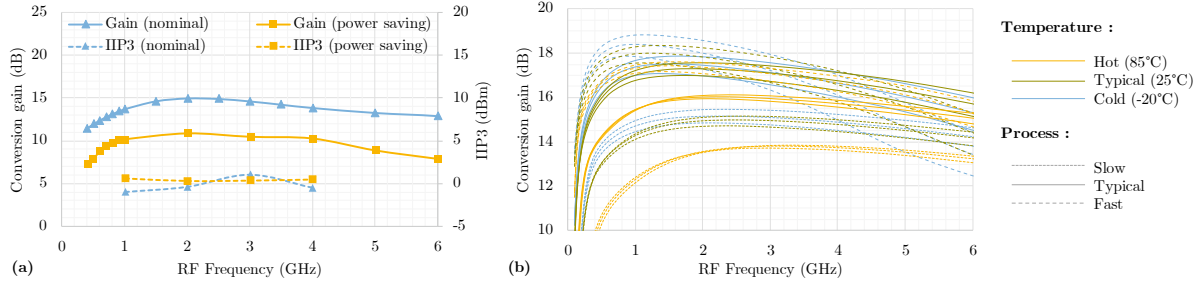 25
20
15
10
5
0
Conversion gain (dB)
Gain (nominal)
Gain (power saving)
IIP3 (nominal)
IIP3 (power saving)
20
15
10
5
0
-5
IIP3 (dBm)
0
1
2
3
4
5
6
(a)
RF Frequency (GHz)
20
18
16
14
12
10
Conversion gain (dB)
0
1
2
3
4
5
6
(b)
RF Frequency (GHz)
Temperature :
Hot (85°C)
Typical (25°C)
Cold (-20°C)
Process :
Slow
Typical
Fast